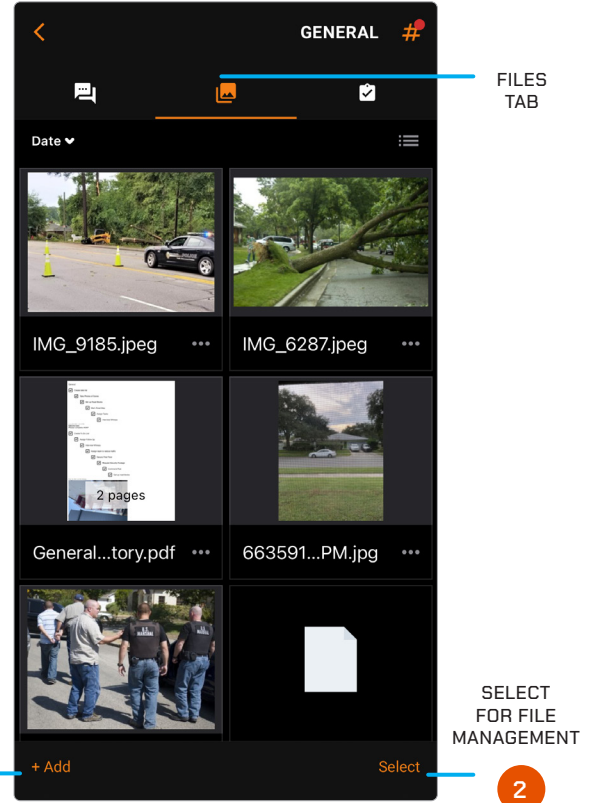 GENERAL #
FILES
TAB
Date
IMG_9185.jpeg
IMG_6287.jpeg
2 pages
General...tory.pdf
663591...PM.jpg
U.S.
MARSHAL
SELECT
FOR FILE
MANAGEMENT
+ Add
Select
2